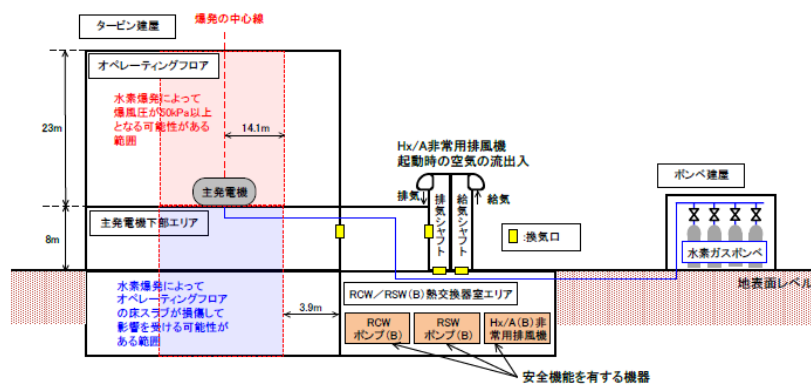 タービン建屋
爆発の中心線
オペレーティングフロア
水素爆発によって
爆風圧が50kPa以上
となる可能性がある
範囲
14.1m
23m
主発電機
Hx/A非常用排風機
起動時の空気の流出入
排気
給気
排気シャフト
給気シャフト
ボンベ建屋
水素ガスボンベ
8m
主発電機下部エリア
:換気口
地表面レベル
水素爆発によって
オペレーティングフロア
の床スラブが損傷して
影響を受ける可能性が
ある範囲
3.9m
RCW/RSW(B)熱交換器室エリア
RCW
ポンプ(B)
RSW
ポンプ(B)
Hx/A(B)非
常用排風機
安全機能を有する機器